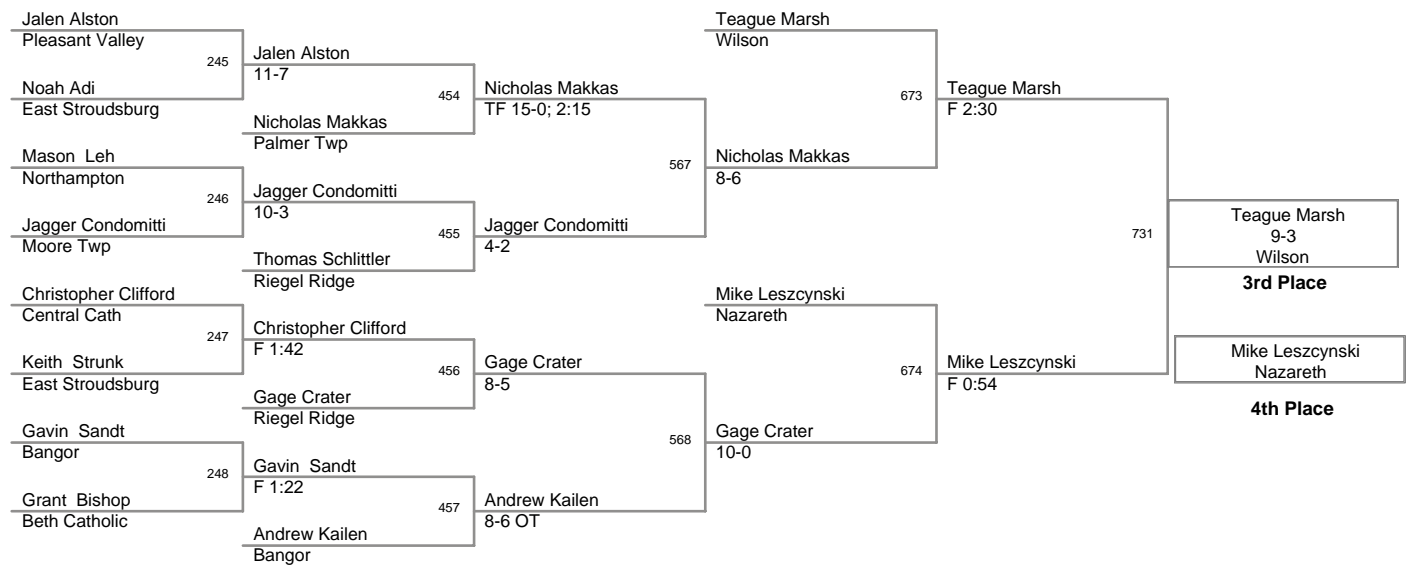 Jalen Alston
Pleasant Valley
245
Noah Adi
East Stroudsburg
Mason  Leh
Northampton
246
Jagger Condomitti
Moore Twp
Christopher Clifford
Central Cath
247
Keith  Strunk
East Stroudsburg
Gavin  Sandt
Bangor
248
Grant  Bishop
Beth Catholic
Jalen Alston
11-7
454
Nicholas Makkas
Palmer Twp
Jagger Condomitti
10-3
455
Thomas Schlittler
Riegel Ridge
Christopher Clifford
F 1:42
456
Gage Crater
Riegel Ridge
Gavin  Sandt
F 1:22
457
Andrew Kailen
Bangor
Nicholas Makkas
TF 15-0; 2:15
567
Jagger Condomitti
4-2
Gage Crater
8-5
568
Andrew Kailen
8-6 OT
Teague Marsh
Wilson
673
Nicholas Makkas
8-6
Mike Leszcynski
Nazareth
674
Gage Crater
10-0
Teague Marsh
F 2:30
731
Mike Leszcynski
F 0:54
Teague Marsh
9-3
Wilson
3rd Place
Mike Leszcynski
Nazareth
4th Place